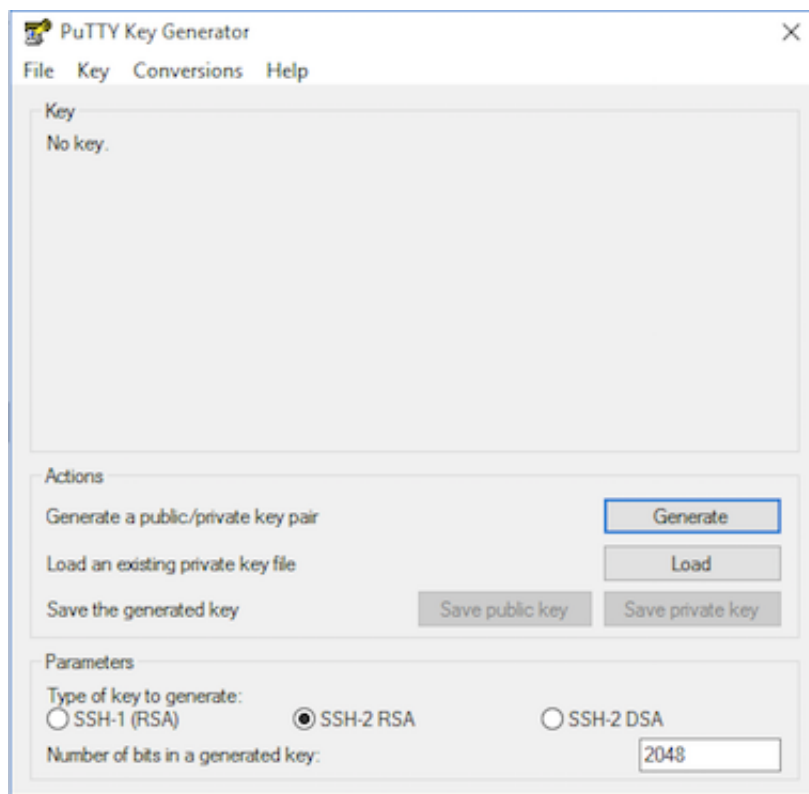 PuTTY Key Generator
File Key Conversions Help
Key
No key.
Actions
Generate a public/private key pair Generate
Load an existing private key file Load
Save the generated key Save public key Save private key
Parameters
Type of key to generate:
SSH-1 (RSA) SSH-2 RSA SSH-2 DSA
Number of bits in a generated key: 2048